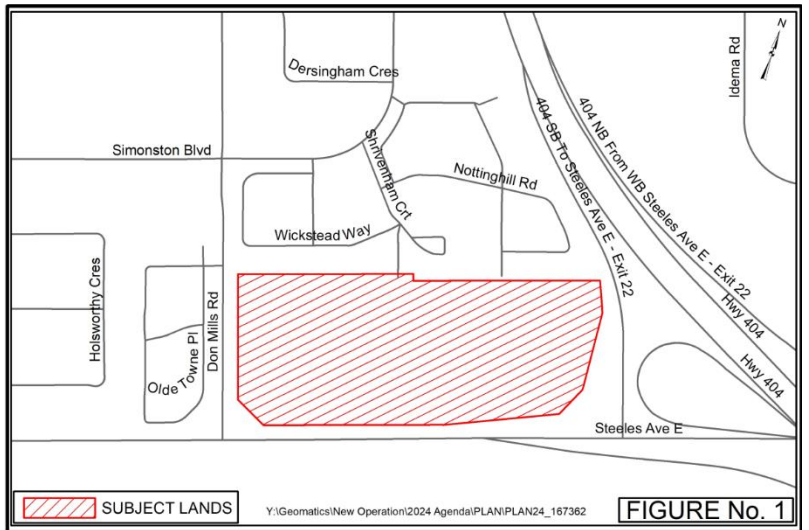 N
Idema Rd
Dersingham Cres
404 SB To Steeles Ave E - Exit 22
404 NB From WB Steeles Ave E - Exit 22
Simonston Blvd
Shrivenham Crt
Nottinghill Rd
Wickstead Way
Holsworthy Cres
Olde Towne Pl
Don Mills Rd
Hwy 404
Hwy 404
Steeles Ave E
SUBJECT LANDS
Y:\Geomatics\New Operation\2024 Agenda\PLAN\PLAN24_167362
FIGURE No. 1